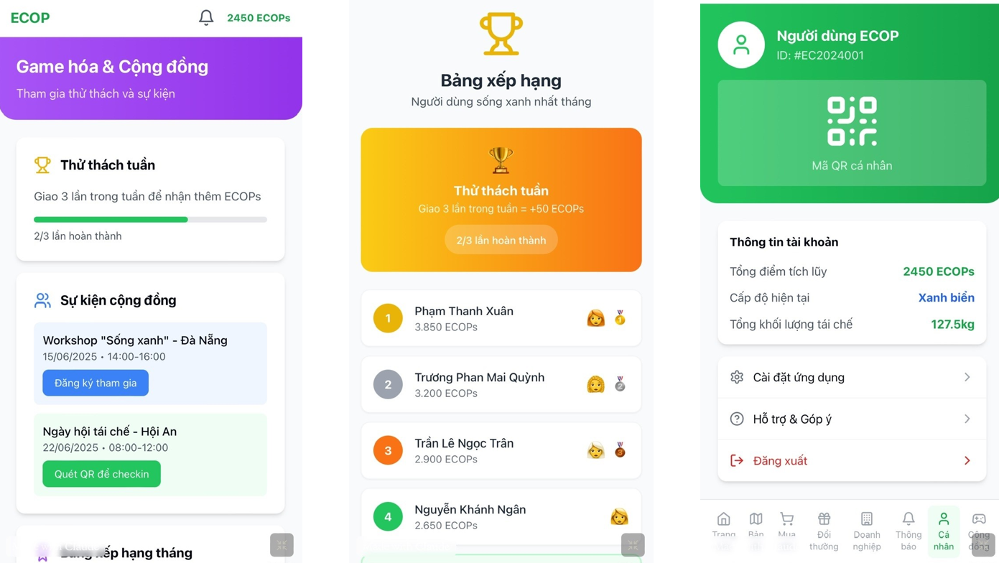 ECOP
2450 ECOPs
Game hóa & Cộng đồng
Tham gia thử thách và sự kiện
Thử thách tuần
Giao 3 lần trong tuần để nhận thêm ECOPs
2/3 lần hoàn thành
Sự kiện cộng đồng
Workshop "Sống xanh" - Đà Nẵng
15/06/2025 • 14:00-16:00
Đăng ký tham gia
Ngày hội tái chế - Hội An
22/06/2025 • 08:00-12:00
Quét QR để checkin
Bảng xếp hạng tháng
Bảng xếp hạng
Người dùng sống xanh nhất tháng
Thử thách tuần
Giao 3 lần trong tuần = +50 ECOPs
2/3 lần hoàn thành
1
Phạm Thanh Xuân
3.850 ECOPs
2
Trương Phan Mai Quỳnh
3.200 ECOPs
3
Trần Lê Ngọc Trân
2.900 ECOPs
4
Nguyễn Khánh Ngân
2.650 ECOPs
Người dùng ECOP
ID: #EC2024001
Mã QR cá nhân
Thông tin tài khoản
Tổng điểm tích lũy
2450 ECOPs
Cấp độ hiện tại
Xanh biển
Tổng khối lượng tái chế
127.5kg
Cài đặt ứng dụng
Hỗ trợ & Góp ý
Đăng xuất
Trang
Bản
Mua
Đổi
thưởng
Doanh
nghiệp
Thông
báo
Cá
nhân
Cộng